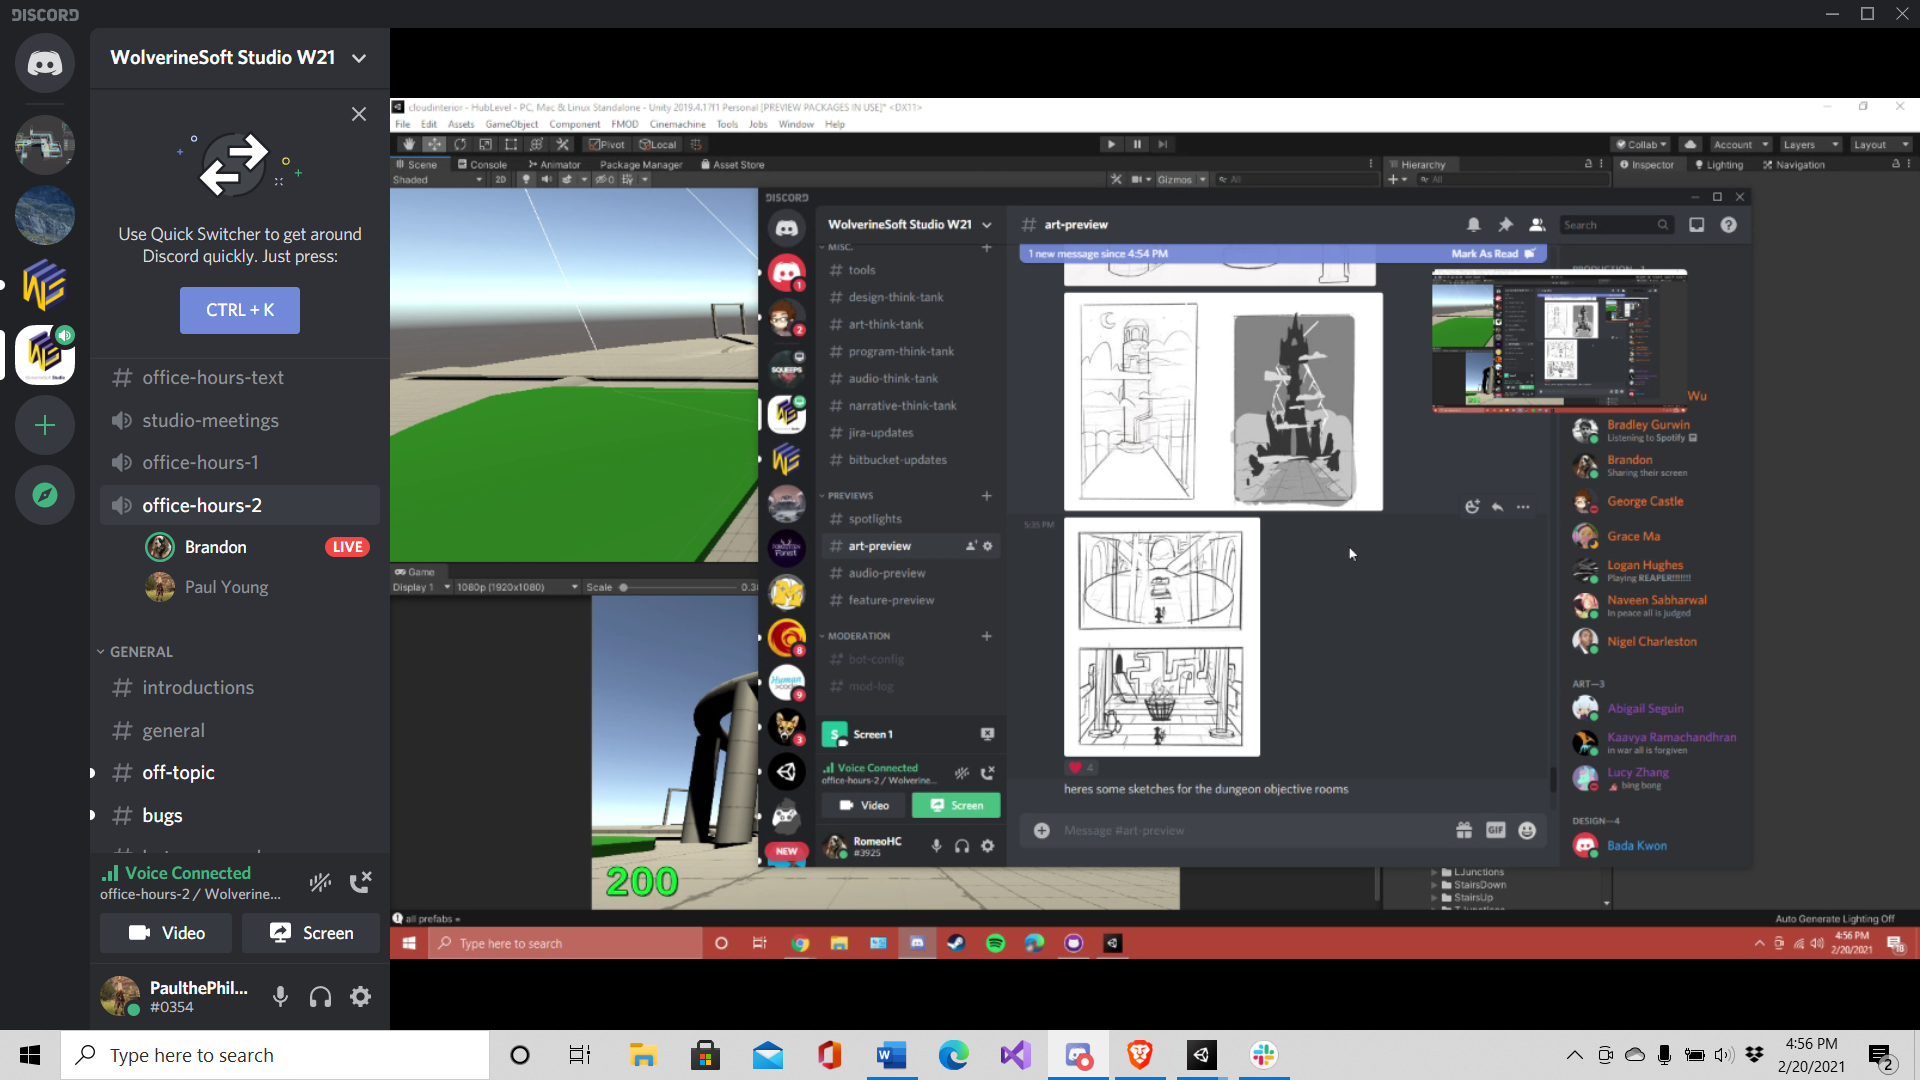 DISCORD
WolverineSoft Studio W21
Use Quick Switcher to get around
Discord quickly. Just press:
CTRL + K
office-hours-text
studio-meetings
office-hours-1
office-hours-2
Brandon
LIVE
Paul Young
GENERAL
introductions
general
off-topic
bugs
Voice Connected
office-hours-2 / Wolverine...
Video
Screen
PaulthePhil...
#0354
cloudinterior - HubLevel - PC, Mac & Linux Standalone - Unity 2019.4.17f1 Personal [PREVIEW PACKAGES IN USE]* <DX11>
File Edit Assets GameObject Component FMOD Cinemachine Tools Jobs Window Help
Pivot Local
Collab Account Layers Layout
Scene Console Animator Package Manager Asset Store
Hierarchy
Inspector Lighting Navigation
Shaded 2D 0 Gizmos All
All
Game
Display 1 1080p (1920x1080) Scale 0.3
200
DISCORD
WolverineSoft Studio W21
MISC.
tools
design-think-tank
art-think-tank
program-think-tank
audio-think-tank
narrative-think-tank
jira-updates
bitbucket-updates
PREVIEWS
spotlights
art-preview
audio-preview
feature-preview
MODERATION
bot-config
mod-log
Screen 1
Voice Connected
office-hours-2 / Wolverine...
Video
Screen
RomeoHC
#3925
1
2
SQUEEPS
8
Human
9
3
NEW
art-preview
Search
1 new message since 4:54 PM
Mark As Read
5:35 PM
4
heres some sketches for the dungeon objective rooms
Message #art-preview
GIF
Wu
Bradley Gurwin
Listening to Spotify
Brandon
Sharing their screen
George Castle
Grace Ma
Logan Hughes
Playing REAPER!!!!!!!
Naveen Sabharwal
In peace all is judged
Nigel Charleston
ART—3
Abigail Seguin
Kaavya Ramachandhran
in war all is forgiven
Lucy Zhang
bing bong
DESIGN—4
Bada Kwon
LJunctions
StairsDown
StairsUp
all prefabs =
Auto Generate Lighting Off
Type here to search
4:56 PM
2/20/2021
18
Type here to search
4:56 PM
2/20/2021
2